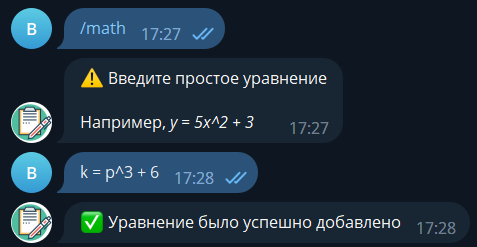 B
/math 17:27
Введите простое уравнение
Например, y = 5x^2 + 3
17:27
B
k = p^3 + 6 17:28
Уравнение было успешно добавлено 17:28